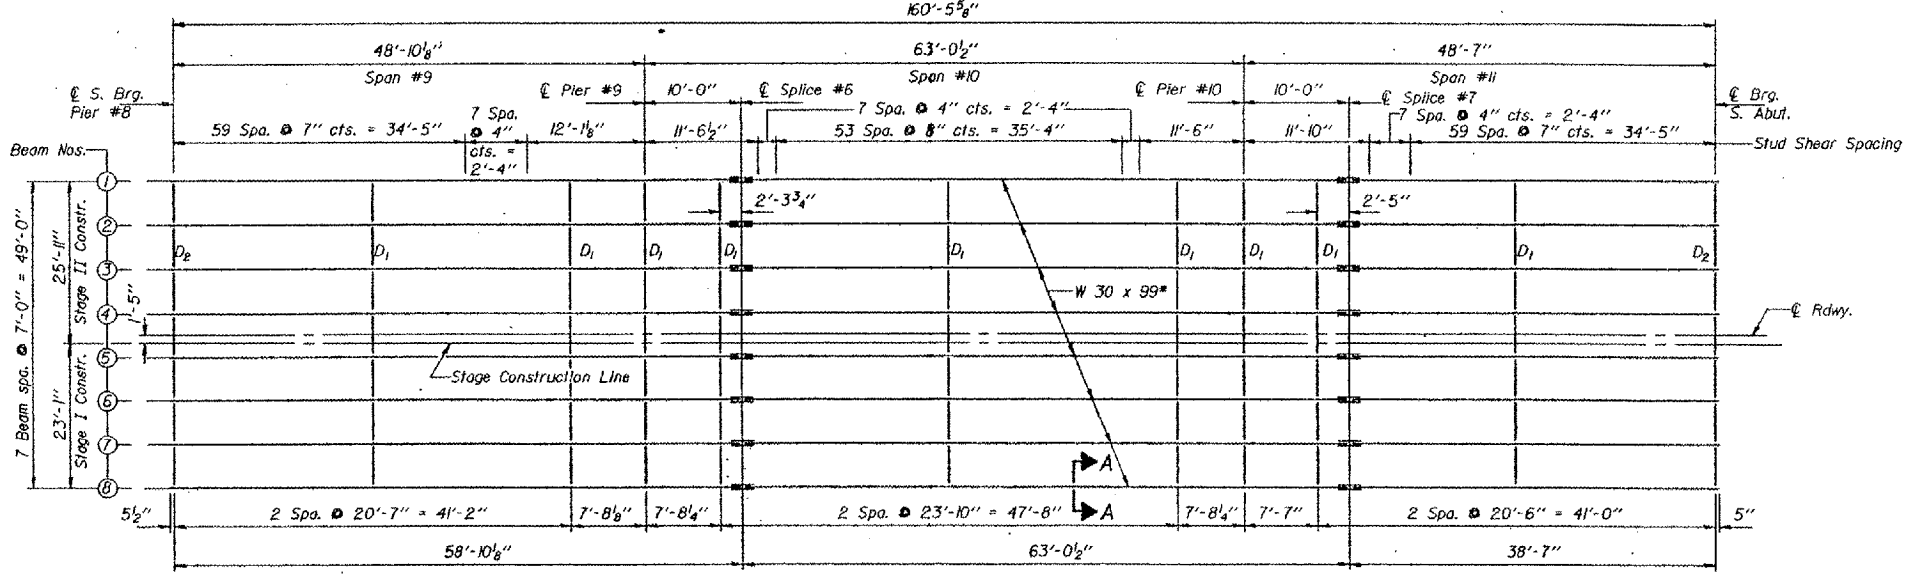 160'-5⅝"
48'-10⅛"
63'-0½"
48'-7"
Span #9
Span #10
Span #11
℄ S. Brg.
Pier #8
℄ Pier #9
10'-0"
℄ Splice #6
℄ Pier #10
10'-0"
℄ Splice #7
℄ Brg.
S. Abut.
59 Spa. @ 7" cts. = 34'-5"
7 Spa.
@ 4"
cts. =
2'-4"
12'-1⅛"
11'-6½"
7 Spa. @ 4" cts. = 2'-4"
53 Spa. @ 8" cts. = 35'-4"
11'-6"
11'-10"
7 Spa. @ 4" cts. = 2'-4"
59 Spa. @ 7" cts. = 34'-5"
Stud Shear Spacing
Beam Nos.
1
2
3
4
5
6
7
8
7 Beam spa. @ 7'-0" = 49'-0"
25'-11"
Stage II Constr.
1'-5"
23'-1"
Stage I Constr.
2'-3¾"
2'-5"
D2
D1
D1
D1
D1
D1
D1
D1
D1
D1
D2
W 30 x 99*
℄ Rdwy.
Stage Construction Line
A
A
5½"
2 Spa. @ 20'-7" = 41'-2"
7'-8⅛"
7'-8¼"
2 Spa. @ 23'-10" = 47'-8"
7'-8¼"
7'-7"
2 Spa. @ 20'-6" = 41'-0"
5"
58'-10⅛"
63'-0½"
38'-7"